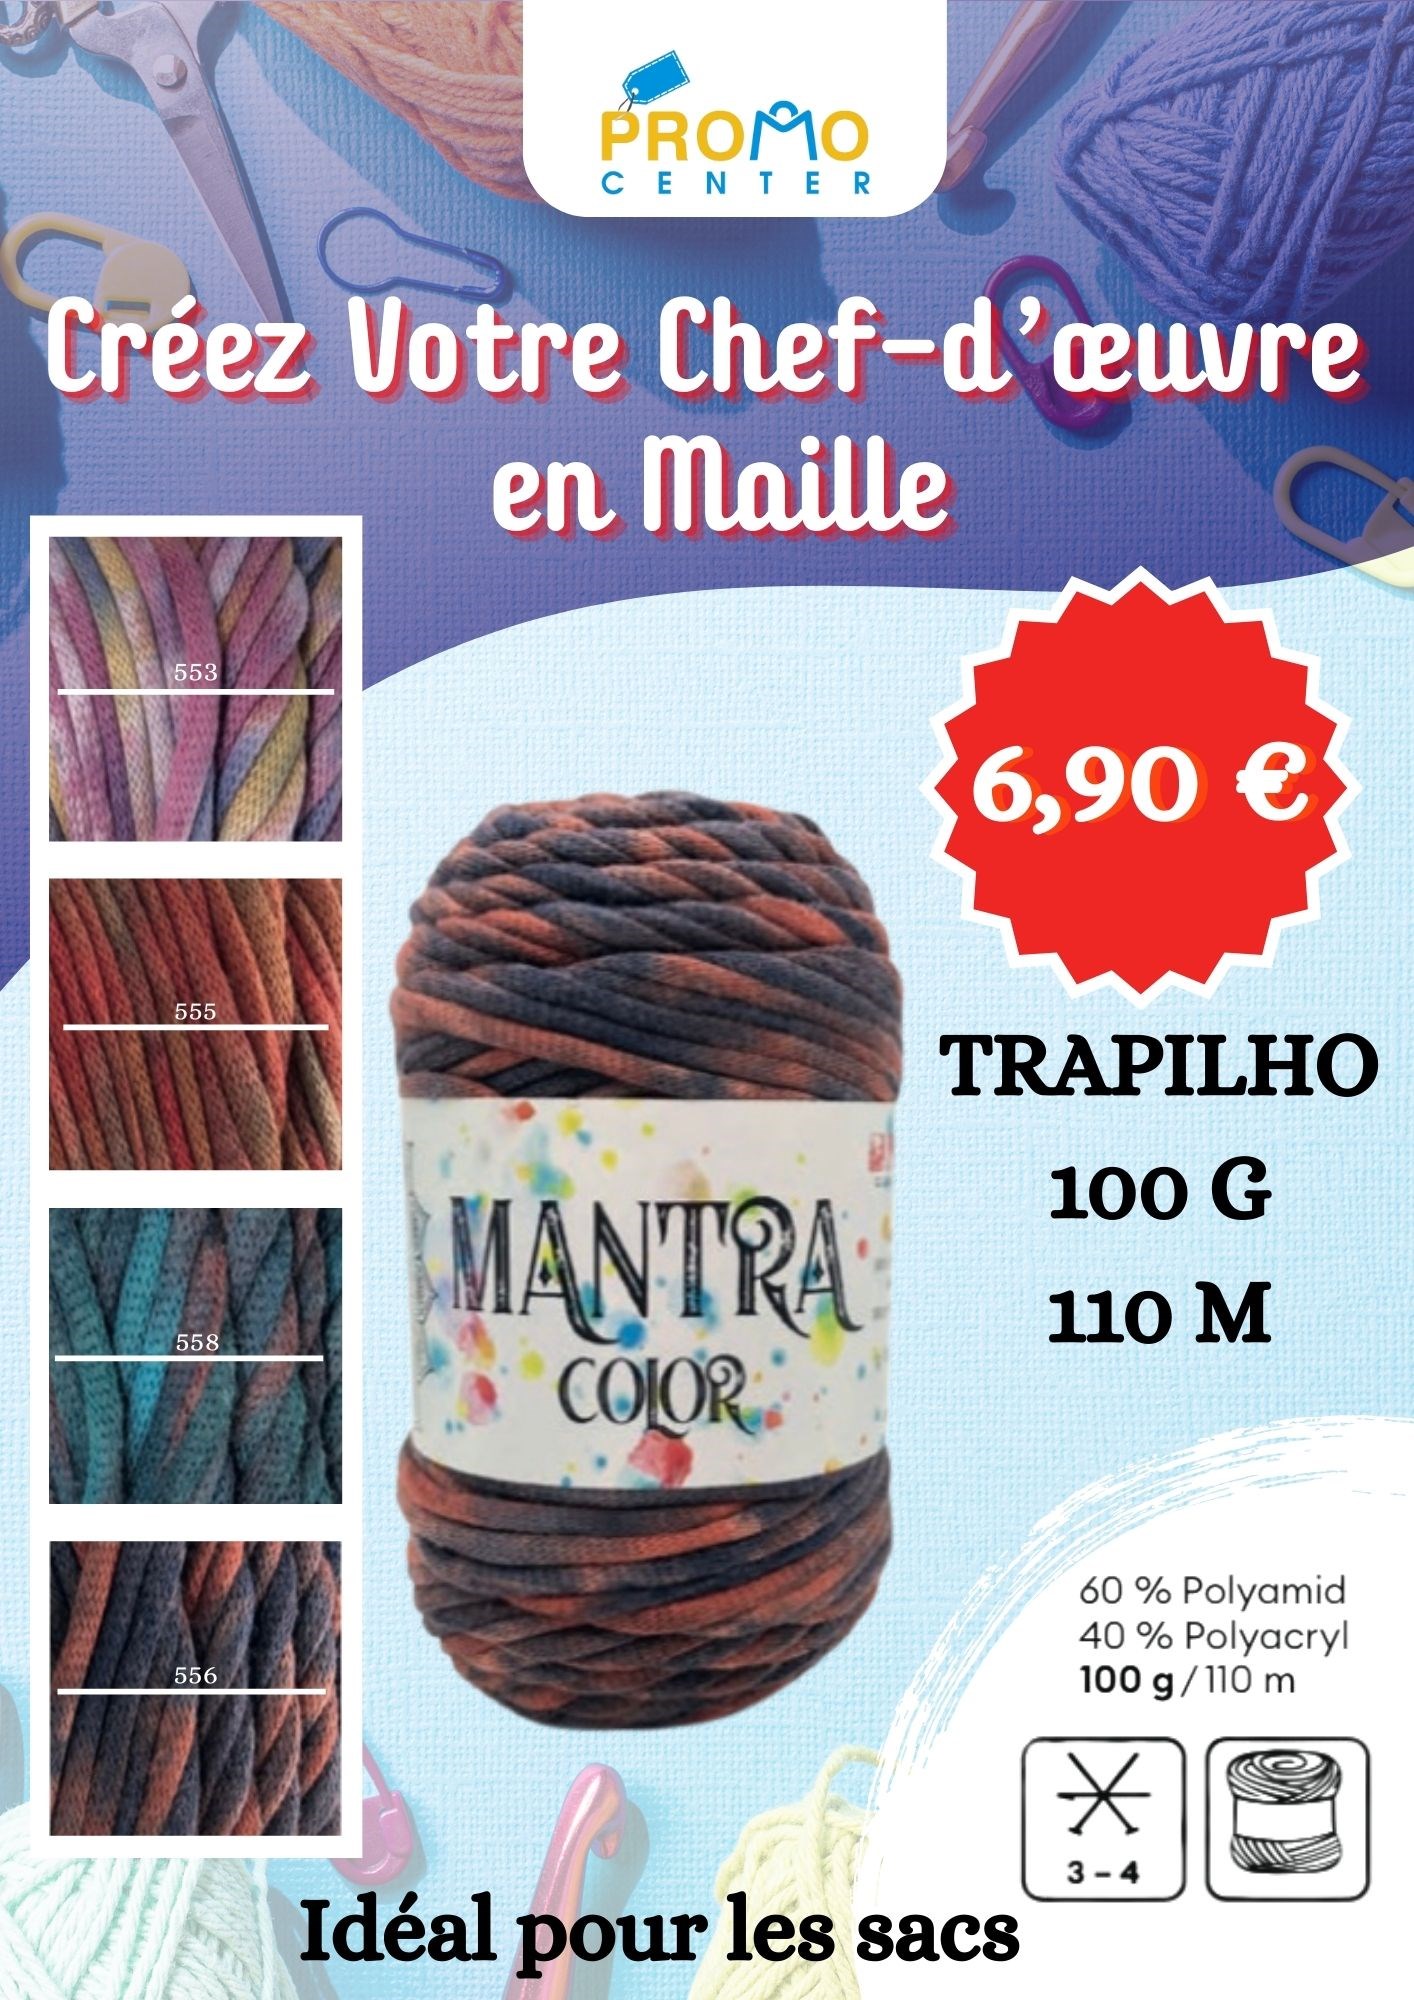 PROMO
CENTER
Créez Votre Chef-d'œuvre
en Maille
553
555
558
556
6,90 €
MANTRA
COLOR
TRAPILHO
100 G
110 M
60 % Polyamid
40 % Polyacryl
100 g / 110 m
3 - 4
Idéal pour les sacs